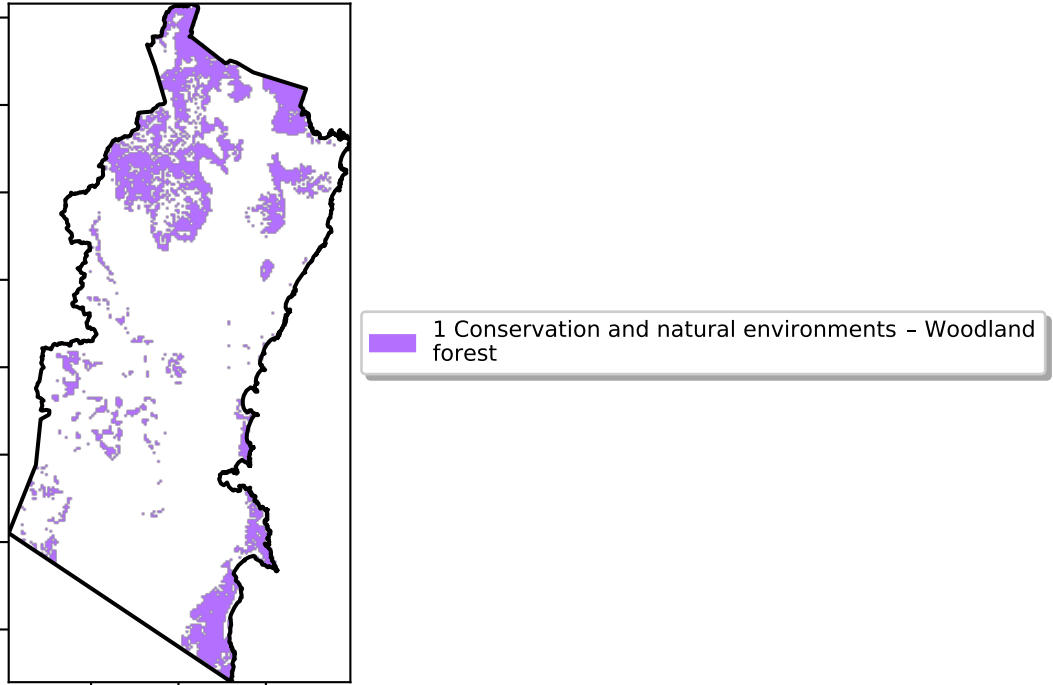 1 Conservation and natural environments – Woodland
forest